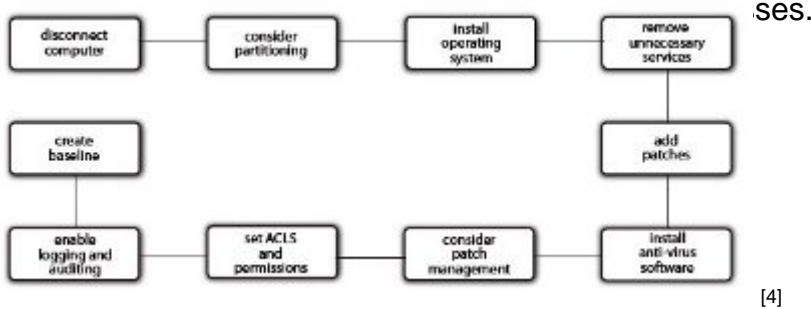 ses.
disconnect
computer
consider
partitioning
install
operating
system
remove
unnecessary
services
add
patches
install
anti-virus
software
consider
patch
management
set ACLS
and
permissions
enable
logging and
auditing
create
baseline
[4]